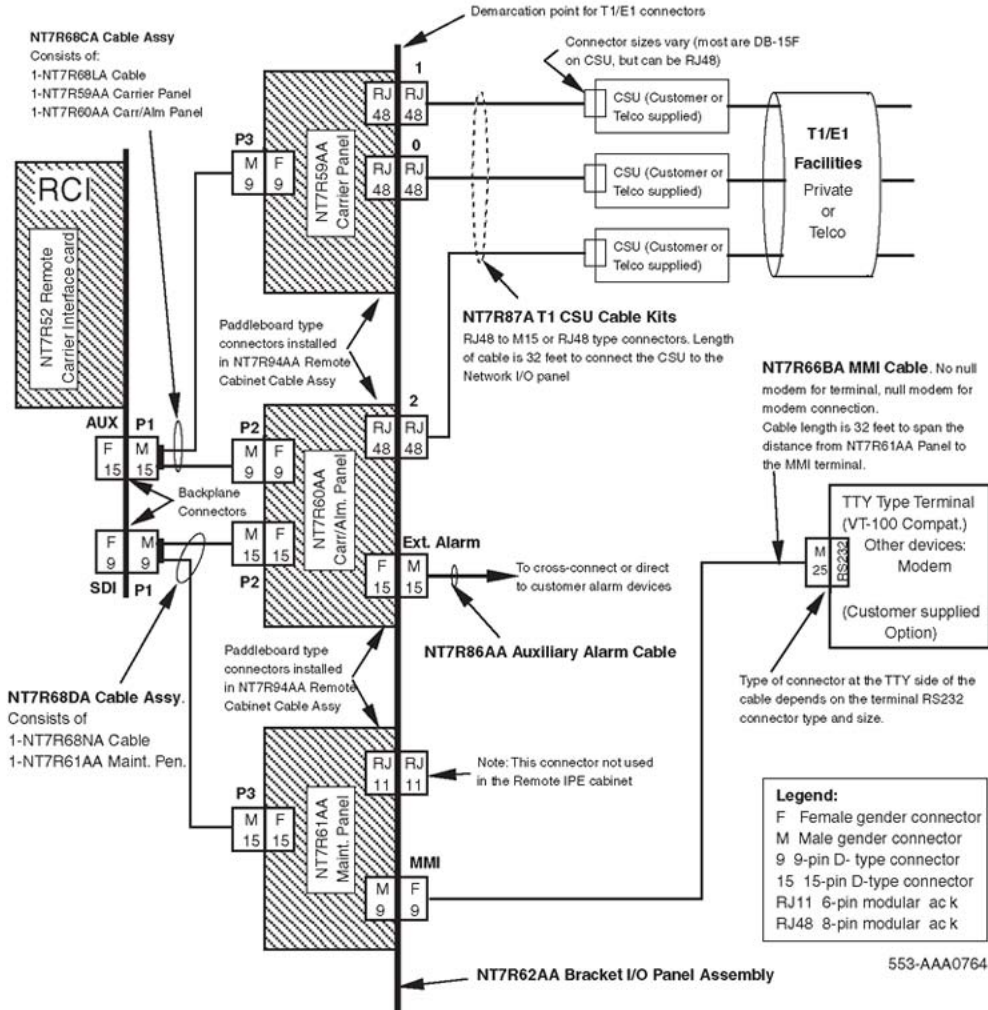 Demarcation point for T1/E1 connectors
NT7R68CA Cable Assy
Consists of:
1-NT7R68LA Cable
1-NT7R59AA Carrier Panel
1-NT7R60AA Carr/Alm Panel
Connector sizes vary (most are DB-15F
on CSU, but can be RJ48)
1
RJ
48
RJ
48
CSU (Customer or
Telco supplied)
T1/E1
Facilities
Private
or
Telco
P3
M
9
F
9
NT7R59AA
Carrier Panel
0
RJ
48
RJ
48
CSU (Customer or
Telco supplied)
CSU (Customer or
Telco supplied)
RCI
NT7R52 Remote
Carrier Interface card
NT7R87A T1 CSU Cable Kits
RJ48 to M15 or RJ48 type connectors. Length
of cable is 32 feet to connect the CSU to the
Network I/O panel
Paddleboard type
connectors installed
in NT7R94AA Remote
Cabinet Cable Assy
NT7R66BA MMI Cable. No null
modem for terminal, null modem for
modem connection.
Cable length is 32 feet to span the
distance from NT7R61AA Panel to
the MMI terminal.
AUX
P1
F
15
M
15
P2
M
9
F
9
2
RJ
48
RJ
48
NT7R60AA
Carr/Alm. Panel
Backplane
Connectors
F
9
M
9
SDI
P1
M
15
F
15
P2
Ext. Alarm
F
15
M
15
To cross-connect or direct
to customer alarm devices
NT7R86AA Auxiliary Alarm Cable
TTY Type Terminal
(VT-100 Compat.)
Other devices:
Modem
(Customer supplied
Option)
M
25
RS232
Type of connector at the TTY side of the
cable depends on the terminal RS232
connector type and size.
NT7R68DA Cable Assy.
Consists of
1-NT7R68NA Cable
1-NT7R61AA Maint. Pen.
Paddleboard type
connectors installed
in NT7R94AA Remote
Cabinet Cable Assy
RJ
11
RJ
11
Note: This connector not used
in the Remote IPE cabinet
P3
M
15
F
15
NT7R61AA
Maint. Panel
MMI
M
9
F
9
Legend:
F Female gender connector
M Male gender connector
9 9-pin D- type connector
15 15-pin D-type connector
RJ11 6-pin modular ac k
RJ48 8-pin modular ac k
553-AAA0764
NT7R62AA Bracket I/O Panel Assembly